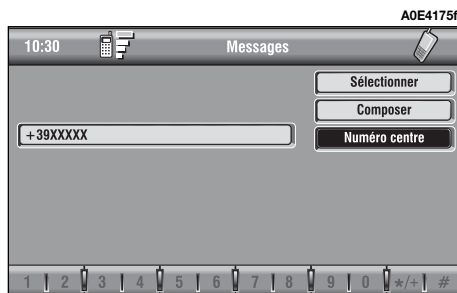 A0E4175f
10:30 Messages
Sélectionner
Composer
+39XXXXX
Numéro centre
1 2 3 4 5 6 7 8 9 0 */+ #